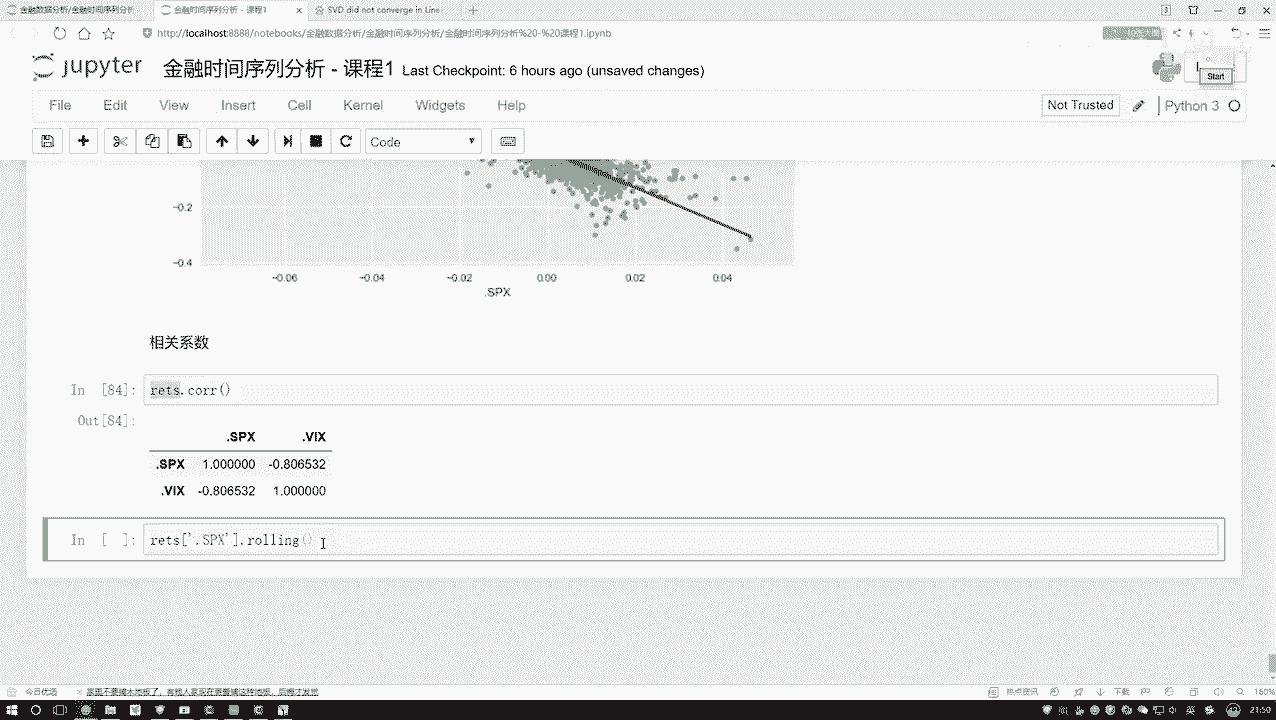 金融数据分析/金融时间序列分
金融时间序列分析 - 课程1
SVD did not converge in Line
http://localhost:8888/notebooks/金融数据分析/金融时间序列分析/金融时间序列分析%20-%20课程1.ipynb
jupyter 金融时间序列分析 - 课程1 Last Checkpoint: 6 hours ago (unsaved changes)
Start
File Edit View Insert Cell Kernel Widgets Help
Not Trusted
Python 3
Code
−0.2
−0.4
−0.06 −0.04 −0.02 0.00 0.02 0.04
.SPX
相关系数
In [84]: rets.corr()
Out[84]:
.SPX .VIX
.SPX 1.000000 -0.806532
.VIX -0.806532 1.000000
In [ ]: rets['.SPX'].rolling()
今日优选
热点资讯
下载
160%
21:50